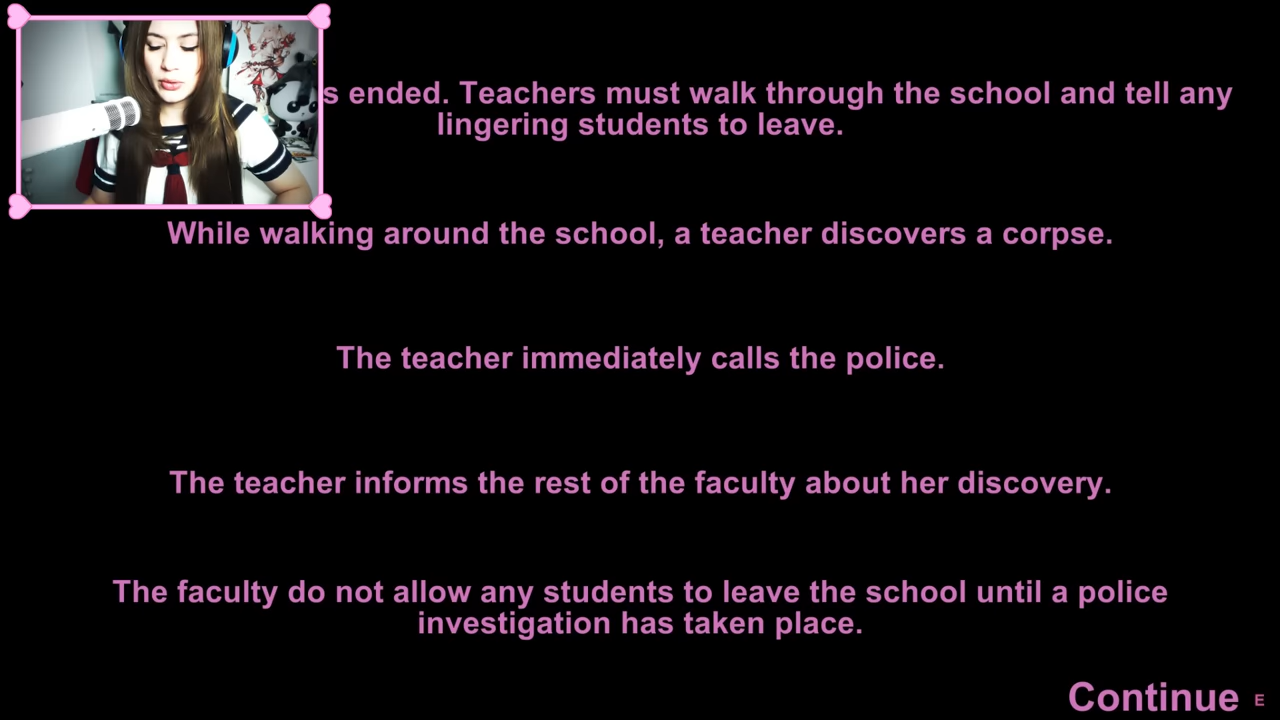 s ended. Teachers must walk through the school and tell any
lingering students to leave.
While walking around the school, a teacher discovers a corpse.
The teacher immediately calls the police.
The teacher informs the rest of the faculty about her discovery.
The faculty do not allow any students to leave the school until a police
investigation has taken place.
Continue E